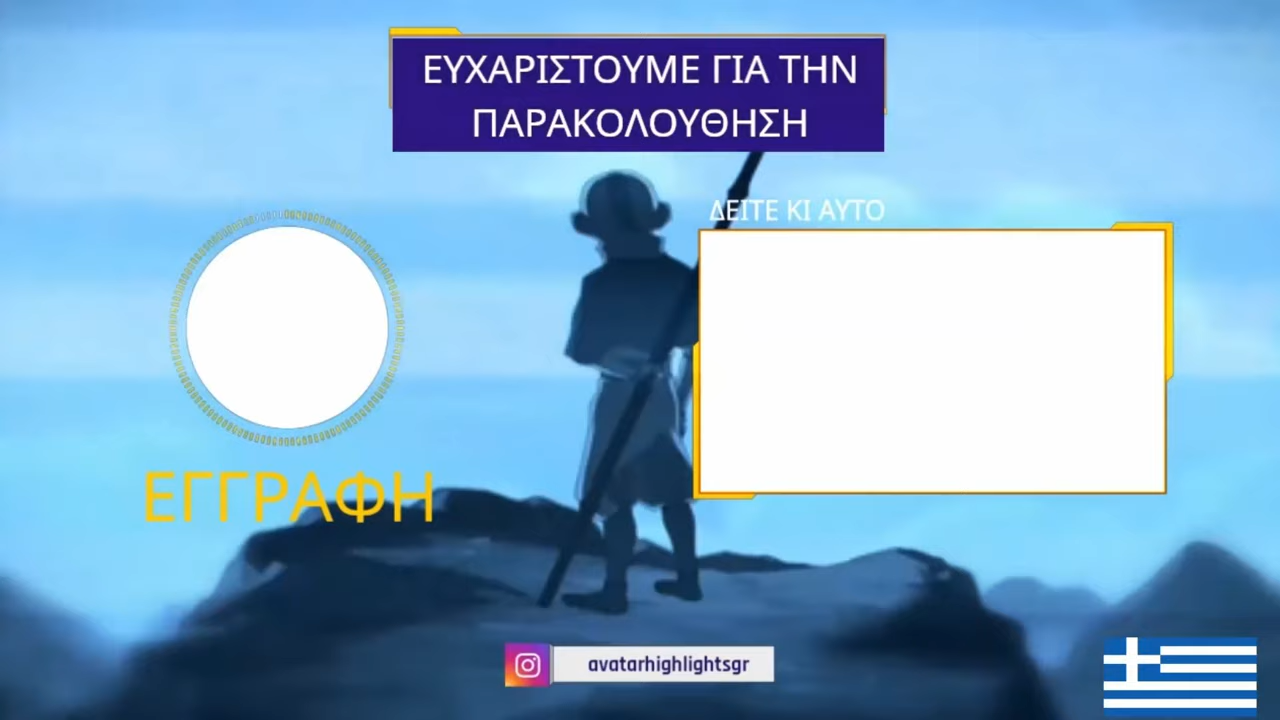 ΕΥΧΑΡΙΣΤΟΥΜΕ ΓΙΑ ΤΗΝ
ΠΑΡΑΚΟΛΟΥΘΗΣΗ
ΔΕΙΤΕ ΚΙ ΑΥΤΟ
ΕΓΓΡΑΦΗ
avatarhighlightsgr